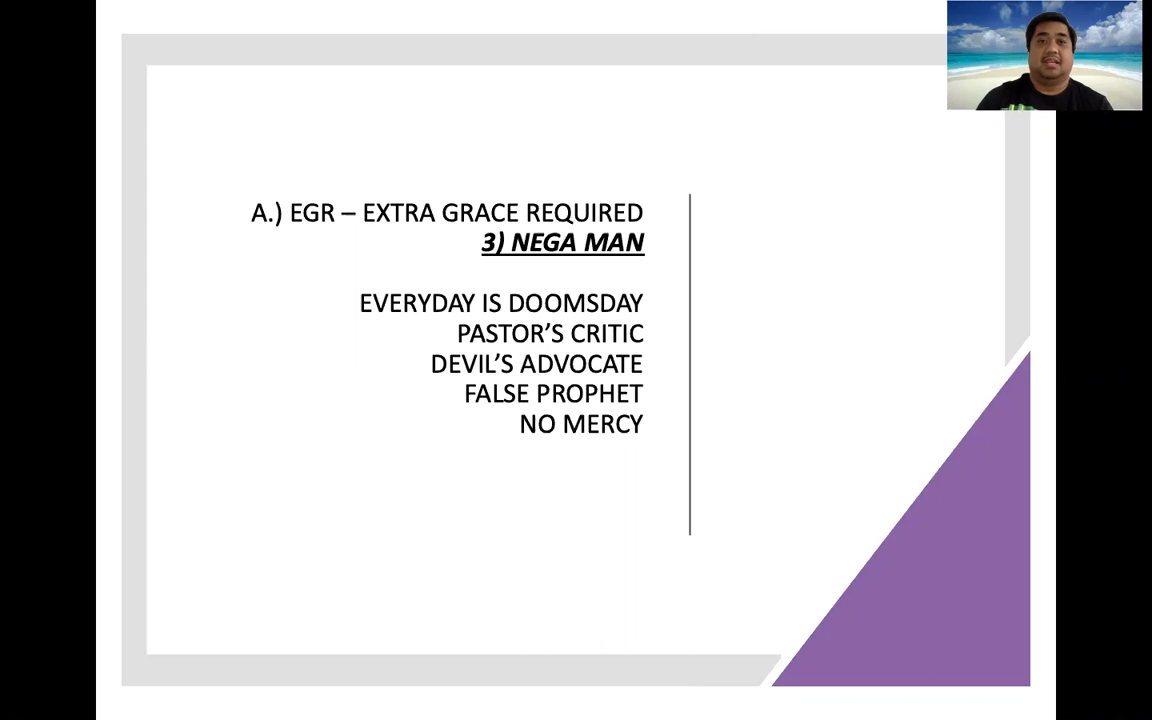 A.) EGR – EXTRA GRACE REQUIRED
3) NEGA MAN
EVERYDAY IS DOOMSDAY
PASTOR’S CRITIC
DEVIL’S ADVOCATE
FALSE PROPHET
NO MERCY